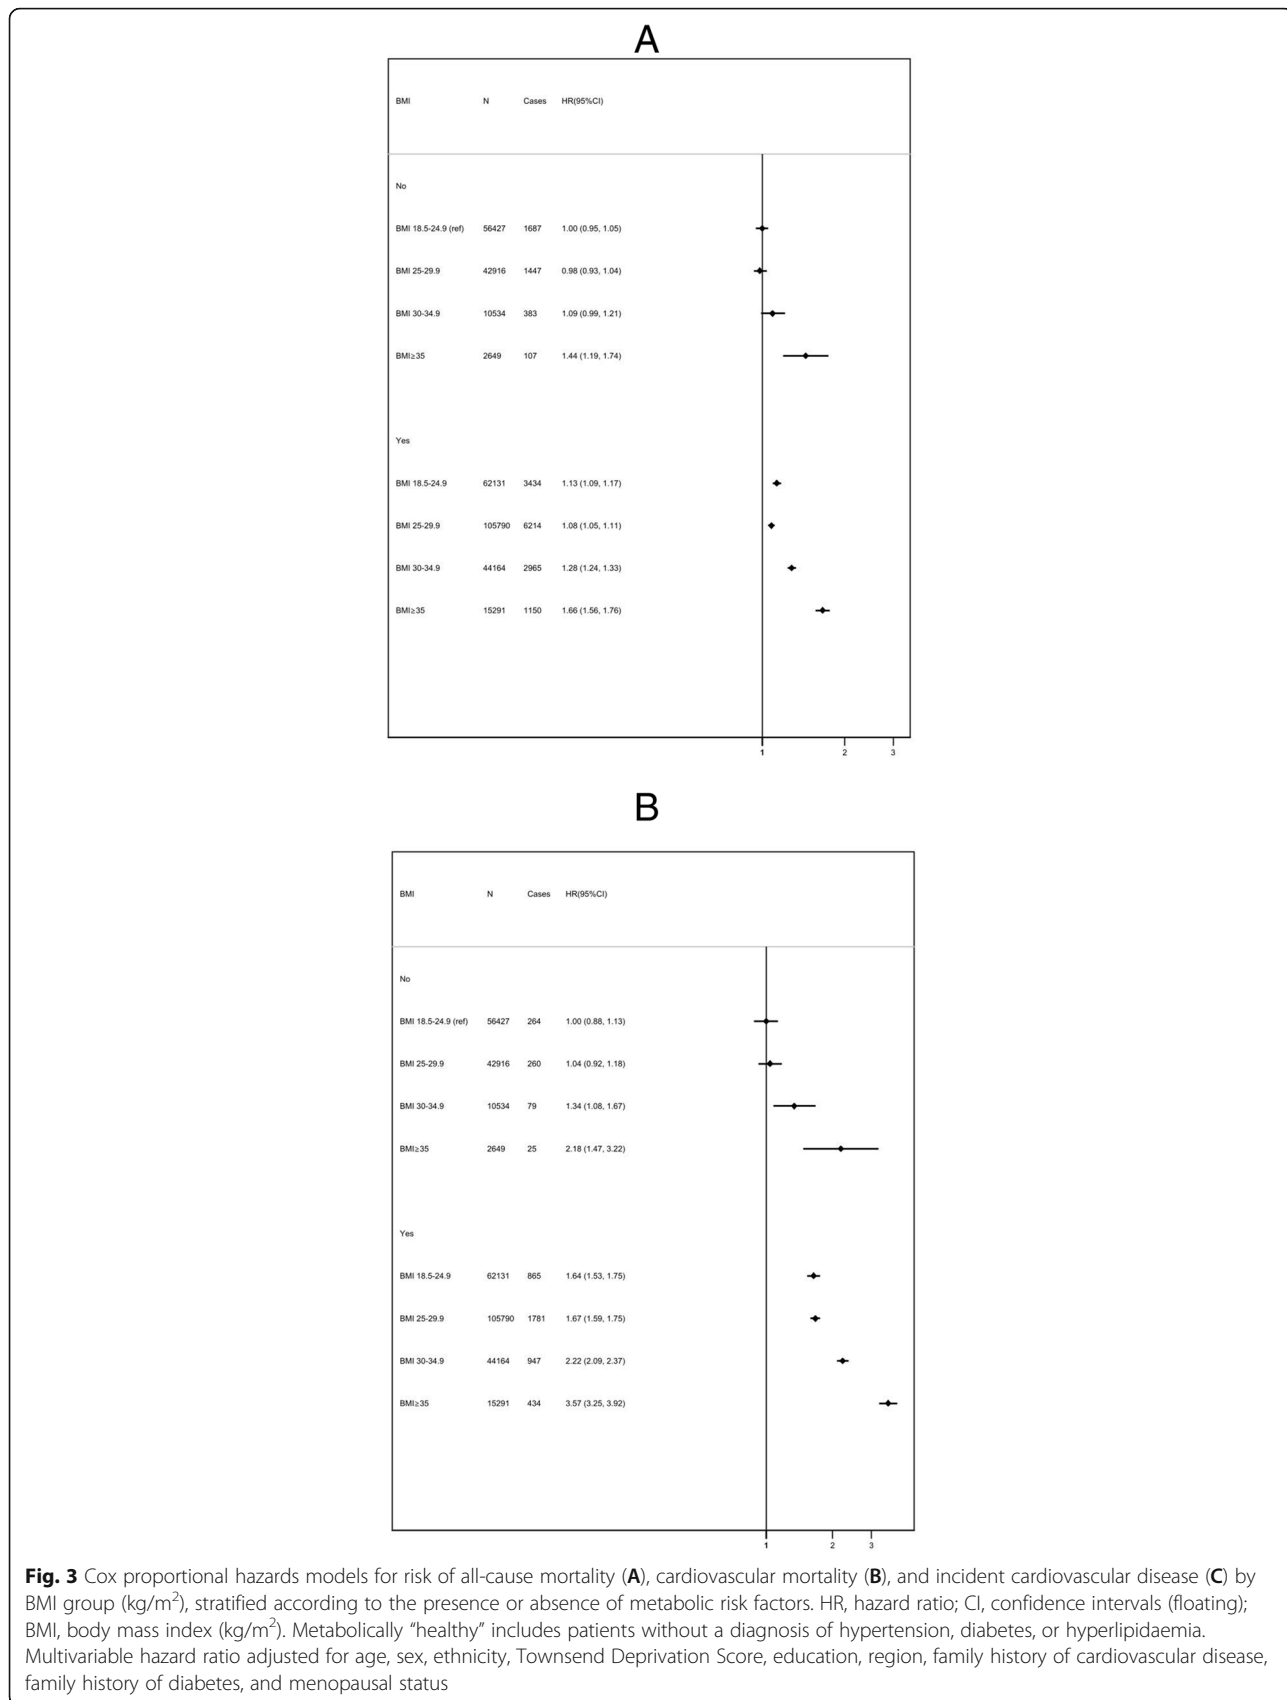 A
BMI N Cases HR(95%CI)
No
BMI 18.5-24.9 (ref) 56427 1687 1.00 (0.95, 1.05)
BMI 25-29.9 42916 1447 0.98 (0.93, 1.04)
BMI 30-34.9 10534 383 1.09 (0.99, 1.21)
BMI≥35 2649 107 1.44 (1.19, 1.74)
Yes
BMI 18.5-24.9 62131 3434 1.13 (1.09, 1.17)
BMI 25-29.9 105790 6214 1.08 (1.05, 1.11)
BMI 30-34.9 44164 2965 1.28 (1.24, 1.33)
BMI≥35 15291 1150 1.66 (1.56, 1.76)
1 2 3
B
BMI N Cases HR(95%CI)
No
BMI 18.5-24.9 (ref) 56427 264 1.00 (0.88, 1.13)
BMI 25-29.9 42916 260 1.04 (0.92, 1.18)
BMI 30-34.9 10534 79 1.34 (1.08, 1.67)
BMI≥35 2649 25 2.18 (1.47, 3.22)
Yes
BMI 18.5-24.9 62131 865 1.64 (1.53, 1.75)
BMI 25-29.9 105790 1781 1.67 (1.59, 1.75)
BMI 30-34.9 44164 947 2.22 (2.09, 2.37)
BMI≥35 15291 434 3.57 (3.25, 3.92)
1 2 3
Fig. 3 Cox proportional hazards models for risk of all-cause mortality (A), cardiovascular mortality (B), and incident cardiovascular disease (C) by
BMI group (kg/m²), stratified according to the presence or absence of metabolic risk factors. HR, hazard ratio; CI, confidence intervals (floating);
BMI, body mass index (kg/m²). Metabolically “healthy” includes patients without a diagnosis of hypertension, diabetes, or hyperlipidaemia.
Multivariable hazard ratio adjusted for age, sex, ethnicity, Townsend Deprivation Score, education, region, family history of cardiovascular disease,
family history of diabetes, and menopausal status